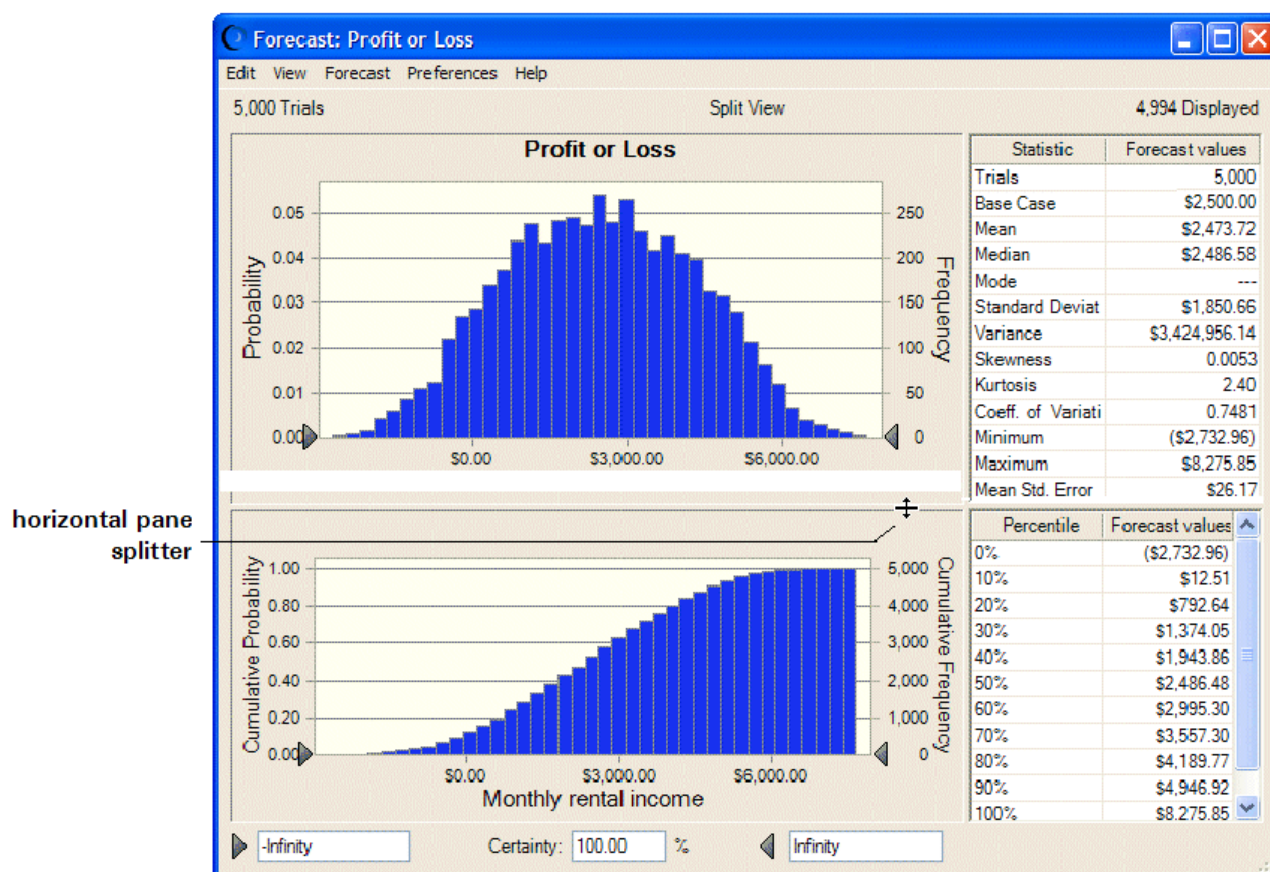 Forecast: Profit or Loss
Edit View Forecast Preferences Help
5,000 Trials Split View 4,994 Displayed
Profit or Loss
Probability
0.05
0.04
0.03
0.02
0.01
0.00
250
200
150
100
50
0
Frequency
$0.00 $3,000.00 $6,000.00
Statistic Forecast values
Trials 5,000
Base Case $2,500.00
Mean $2,473.72
Median $2,486.58
Mode ---
Standard Deviat $1,850.66
Variance $3,424,956.14
Skewness 0.0053
Kurtosis 2.40
Coeff. of Variati 0.7481
Minimum ($2,732.96)
Maximum $8,275.85
Mean Std. Error $26.17
horizontal pane
splitter
Cumulative Probability
1.00
0.80
0.60
0.40
0.20
0.00
5,000
4,000
3,000
2,000
1,000
0
Cumulative Frequency
$0.00 $3,000.00 $6,000.00
Monthly rental income
Percentile Forecast values
0% ($2,732.96)
10% $12.51
20% $792.64
30% $1,374.05
40% $1,943.86
50% $2,486.48
60% $2,995.30
70% $3,557.30
80% $4,189.77
90% $4,946.92
100% $8,275.85
-Infinity Certainty: 100.00 % Infinity